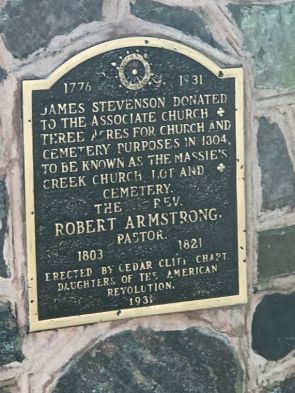 1776 1931
JAMES STEVENSON DONATED
TO THE ASSOCIATE CHURCH
THREE ACRES FOR CHURCH AND
CEMETERY PURPOSES IN 1804,
TO BE KNOWN AS THE MASSIE'S
CREEK CHURCH, LOT AND
CEMETERY.
THE REV.
ROBERT ARMSTRONG,
PASTOR.
1803 1821
ERECTED BY CEDAR CLIFF CHAPT.
DAUGHTERS OF THE AMERICAN
REVOLUTION.
1931